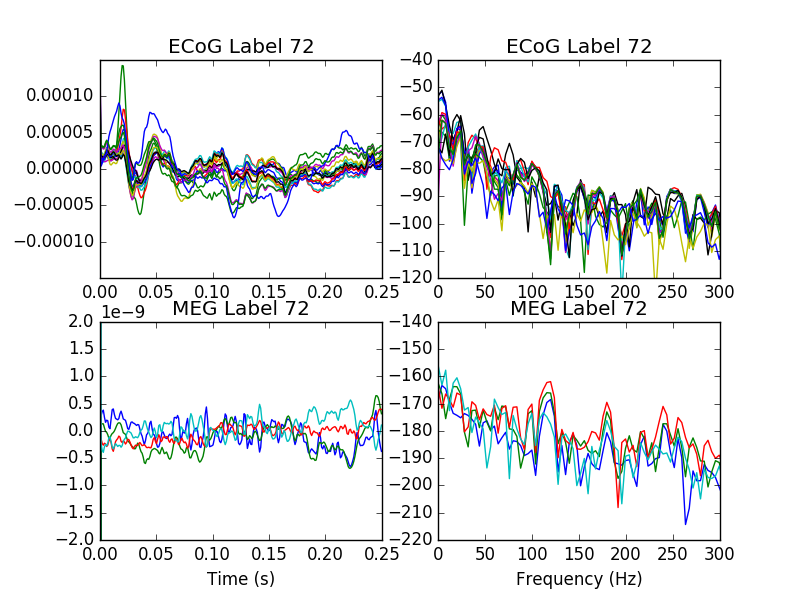 ECoG Label 72
0.00010
0.00005
0.00000
−0.00005
−0.00010
0.00 0.05 0.10 0.15 0.20 0.25
ECoG Label 72
−40
−50
−60
−70
−80
−90
−100
−110
−120
0 50 100 150 200 250 300
MEG Label 72
1e−9
2.0
1.5
1.0
0.5
0.0
−0.5
−1.0
−1.5
−2.0
0.00 0.05 0.10 0.15 0.20 0.25
Time (s)
MEG Label 72
−140
−150
−160
−170
−180
−190
−200
−210
−220
0 50 100 150 200 250 300
Frequency (Hz)